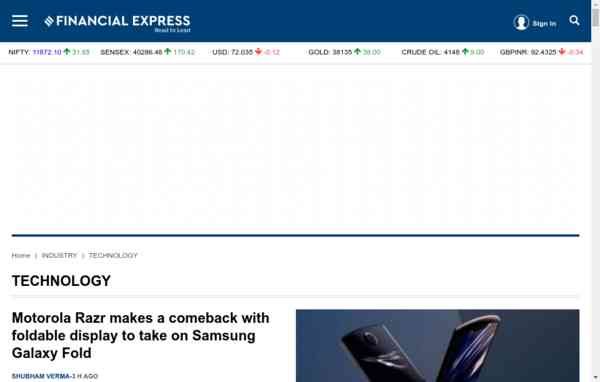 FINANCIAL EXPRESS
Read to Lead
Sign In
NIFTY: 11872.10 31.65 SENSEX: 40286.48 170.42 USD: 72.035 -0.12 GOLD: 38135 38.00 CRUDE OIL: 4148 9.00 GBPINR: 92.4325 -0.34
Home | INDUSTRY | TECHNOLOGY
TECHNOLOGY
Motorola Razr makes a comeback with
foldable display to take on Samsung
Galaxy Fold
SHUBHAM VERMA-3 H AGO